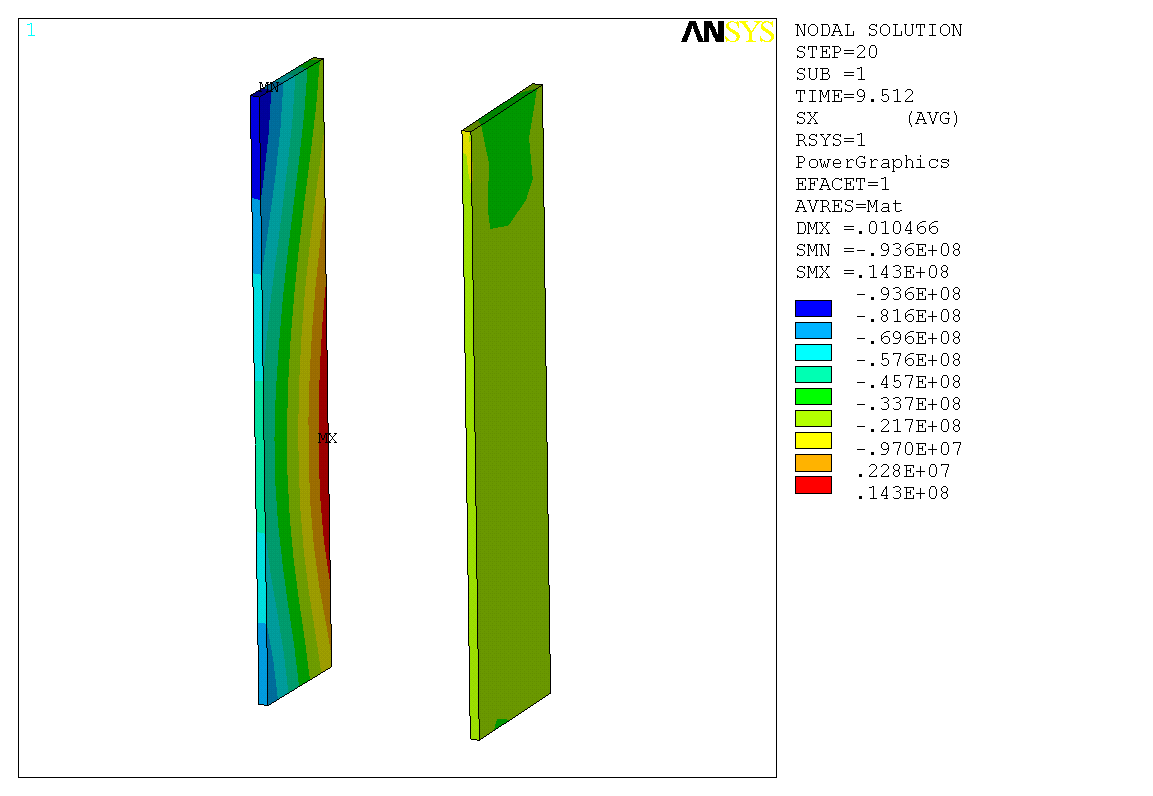 1
ANSYS
MN
MX
NODAL SOLUTION
STEP=20
SUB =1
TIME=9.512
SX (AVG)
RSYS=1
PowerGraphics
EFACET=1
AVRES=Mat
DMX =.010466
SMN =-.936E+08
SMX =.143E+08
-.936E+08
-.816E+08
-.696E+08
-.576E+08
-.457E+08
-.337E+08
-.217E+08
-.970E+07
.228E+07
.143E+08